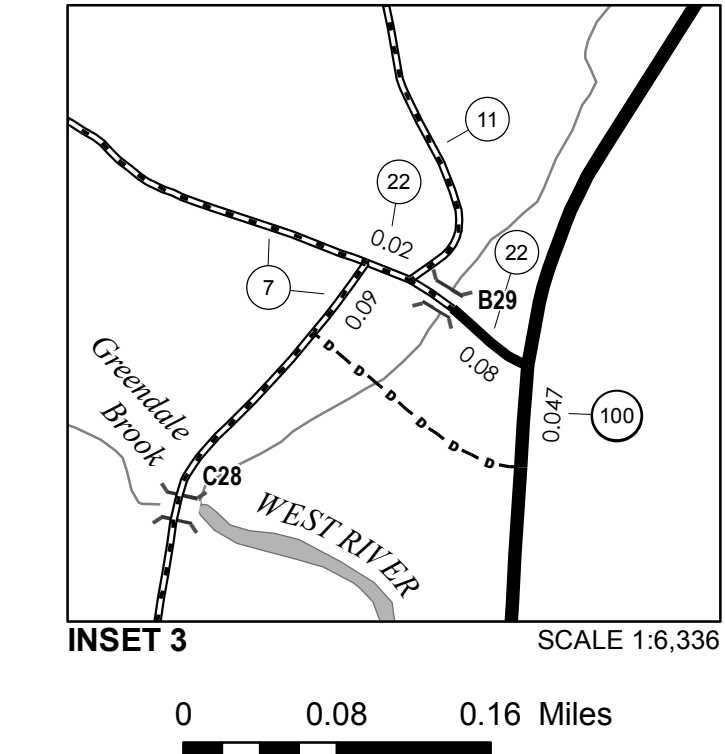 11
22
0.02
22
7
0.09
B29
0.08
Greendale
Brook
0.047
100
C28
WEST RIVER
D D D D D D
INSET 3
SCALE 1:6,336
0 0.08 0.16 Miles